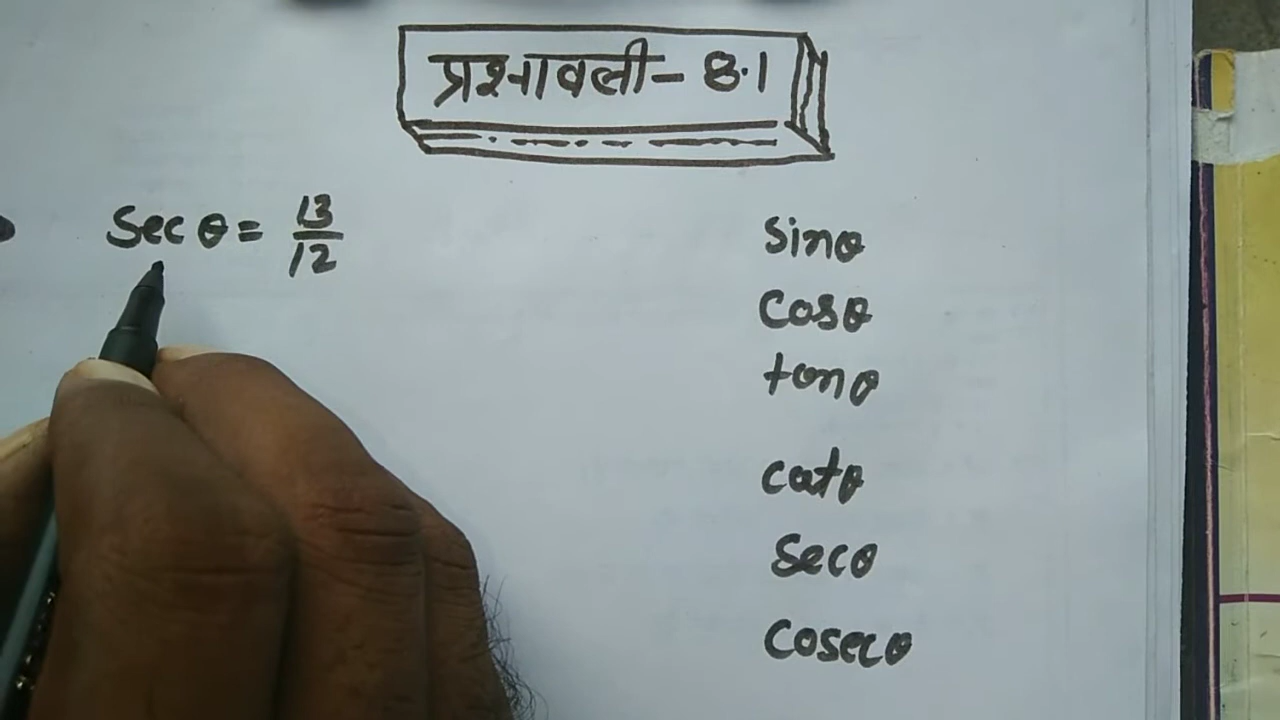 प्रश्नावली - 8.1
Sec θ = 13/12
Sinθ
Cosθ
tanθ
cotθ
Secθ
Cosecθ